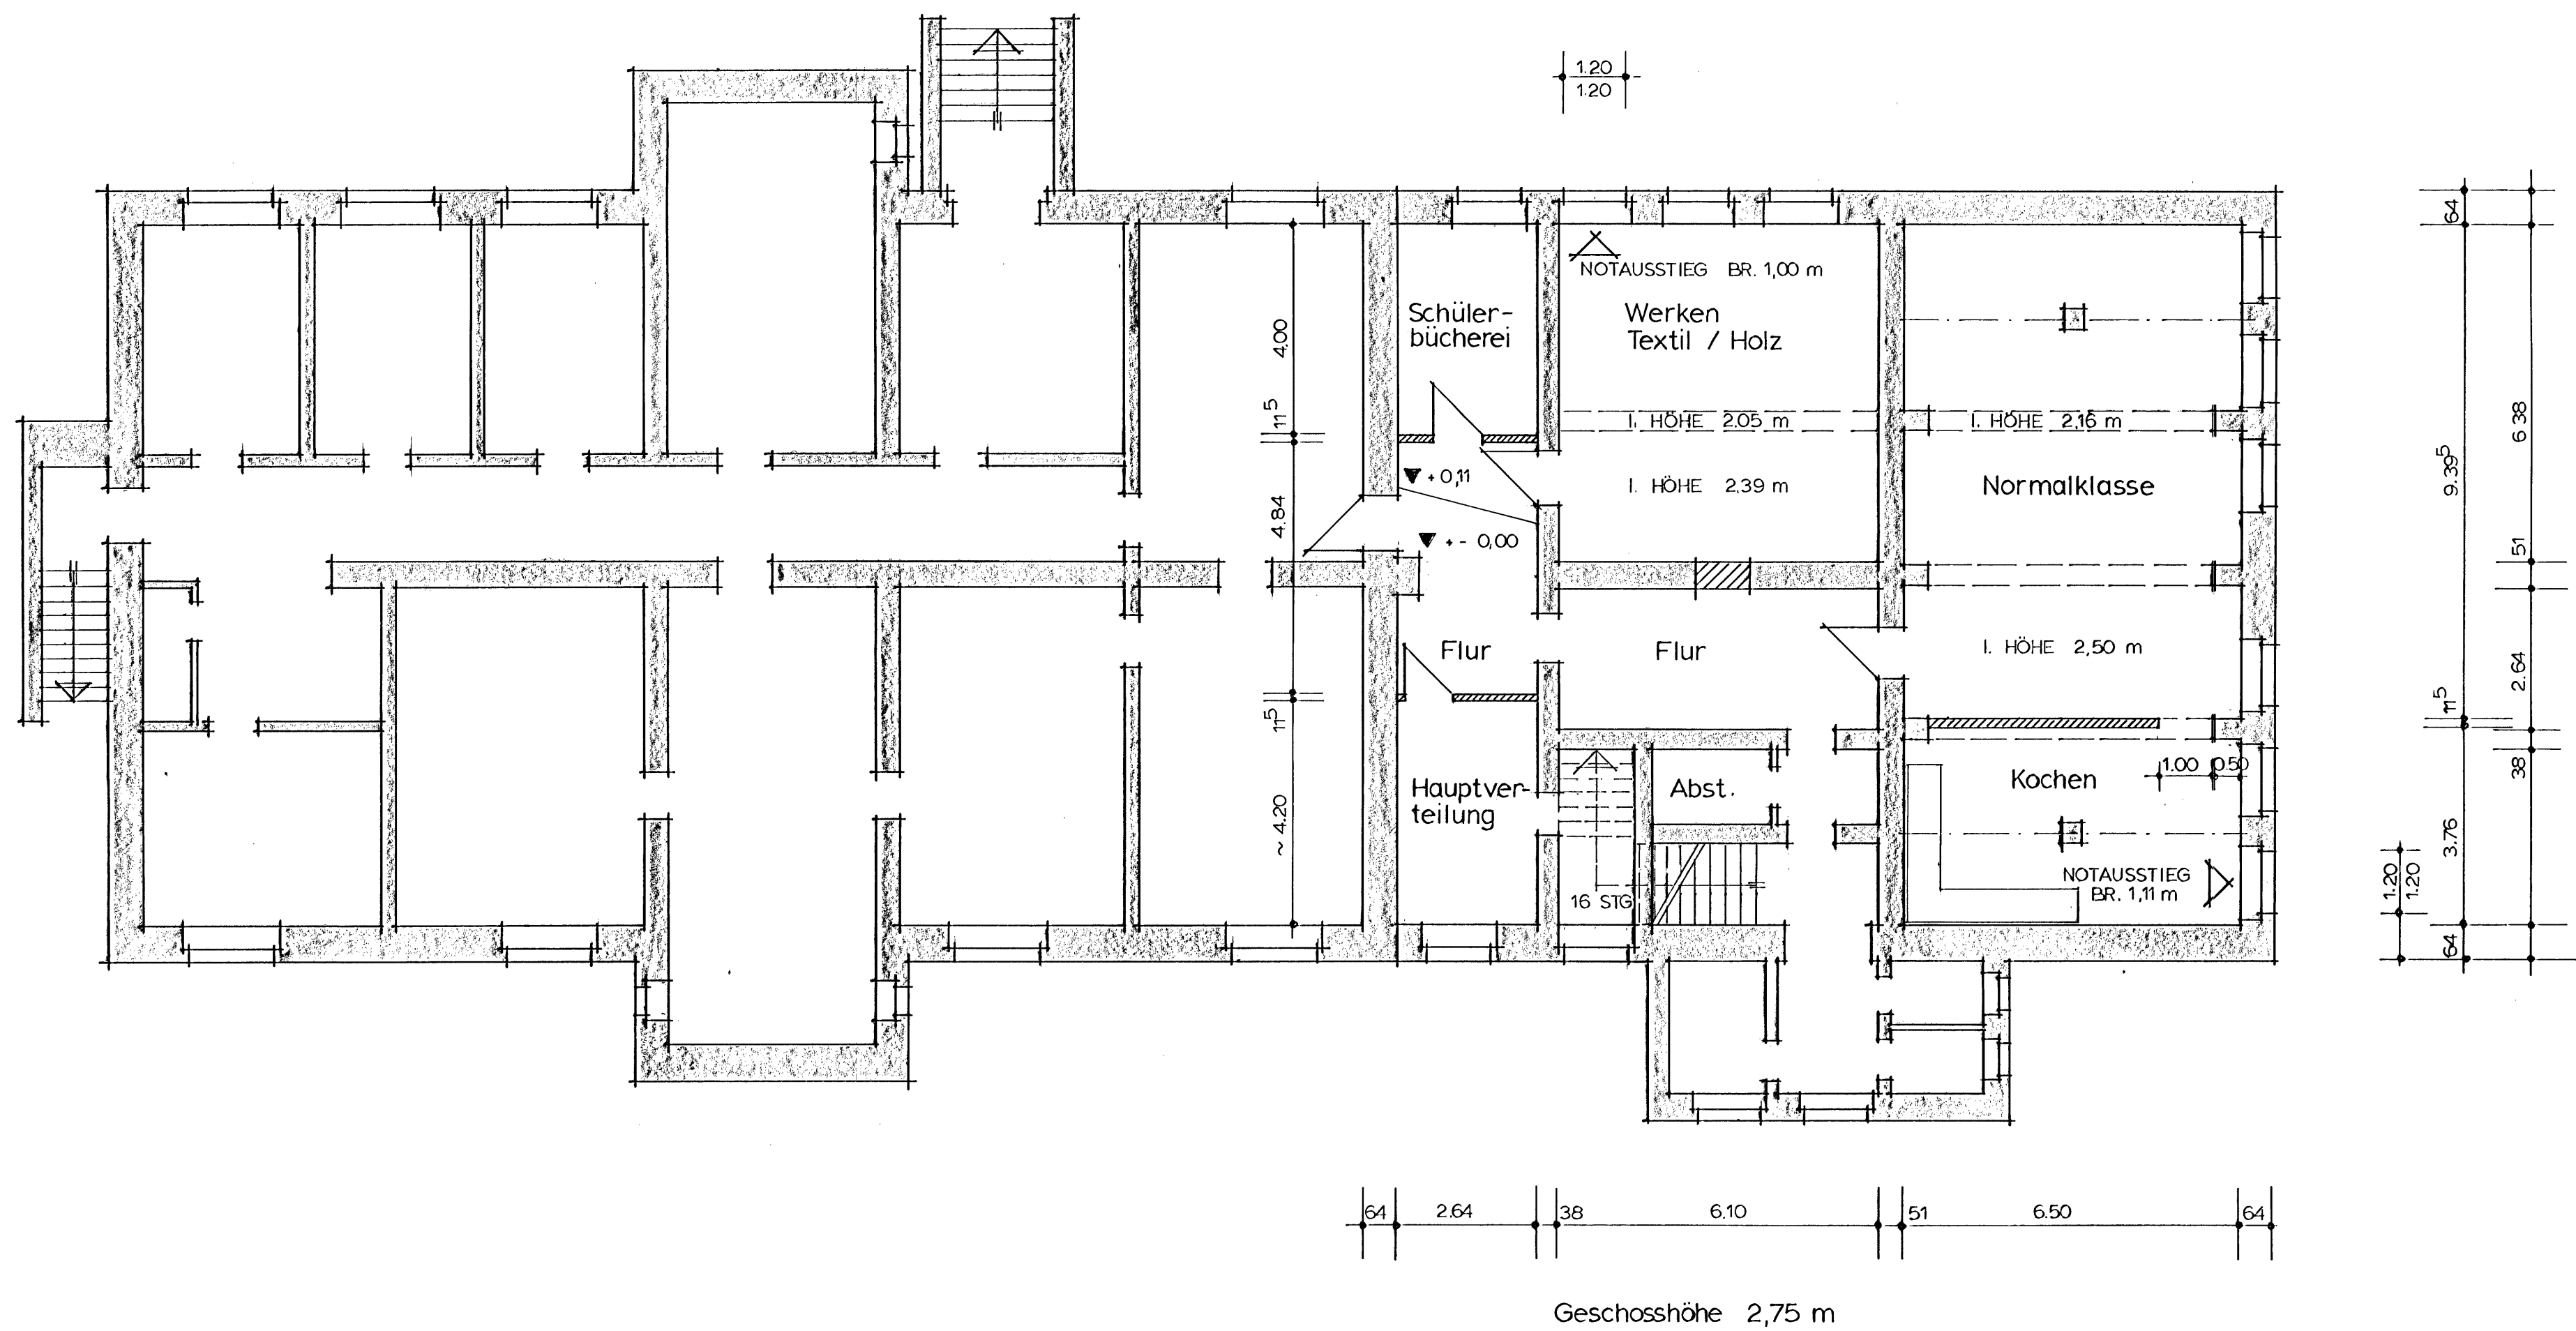 1.20
1.20
NOTAUSSTIEG BR. 1,00 m
Schüler-
bücherei
Werken
Textil / Holz
4.00
11⁵
4.84
11⁵
~ 4.20
I. HÖHE 2.05 m
I. HÖHE 2,16 m
+ 0,11
I. HÖHE 2,39 m
Normalklasse
+- 0,00
Flur
Flur
I. HÖHE 2,50 m
Hauptver-
teilung
Abst.
Kochen
1.00
0.50
NOTAUSSTIEG
BR. 1,11 m
16 STG
64
9.39⁵
11⁵
3.76
64
6 38
51
2.64
38
1.20
1.20
64
2.64
38
6.10
51
6.50
64
Geschosshöhe 2,75 m